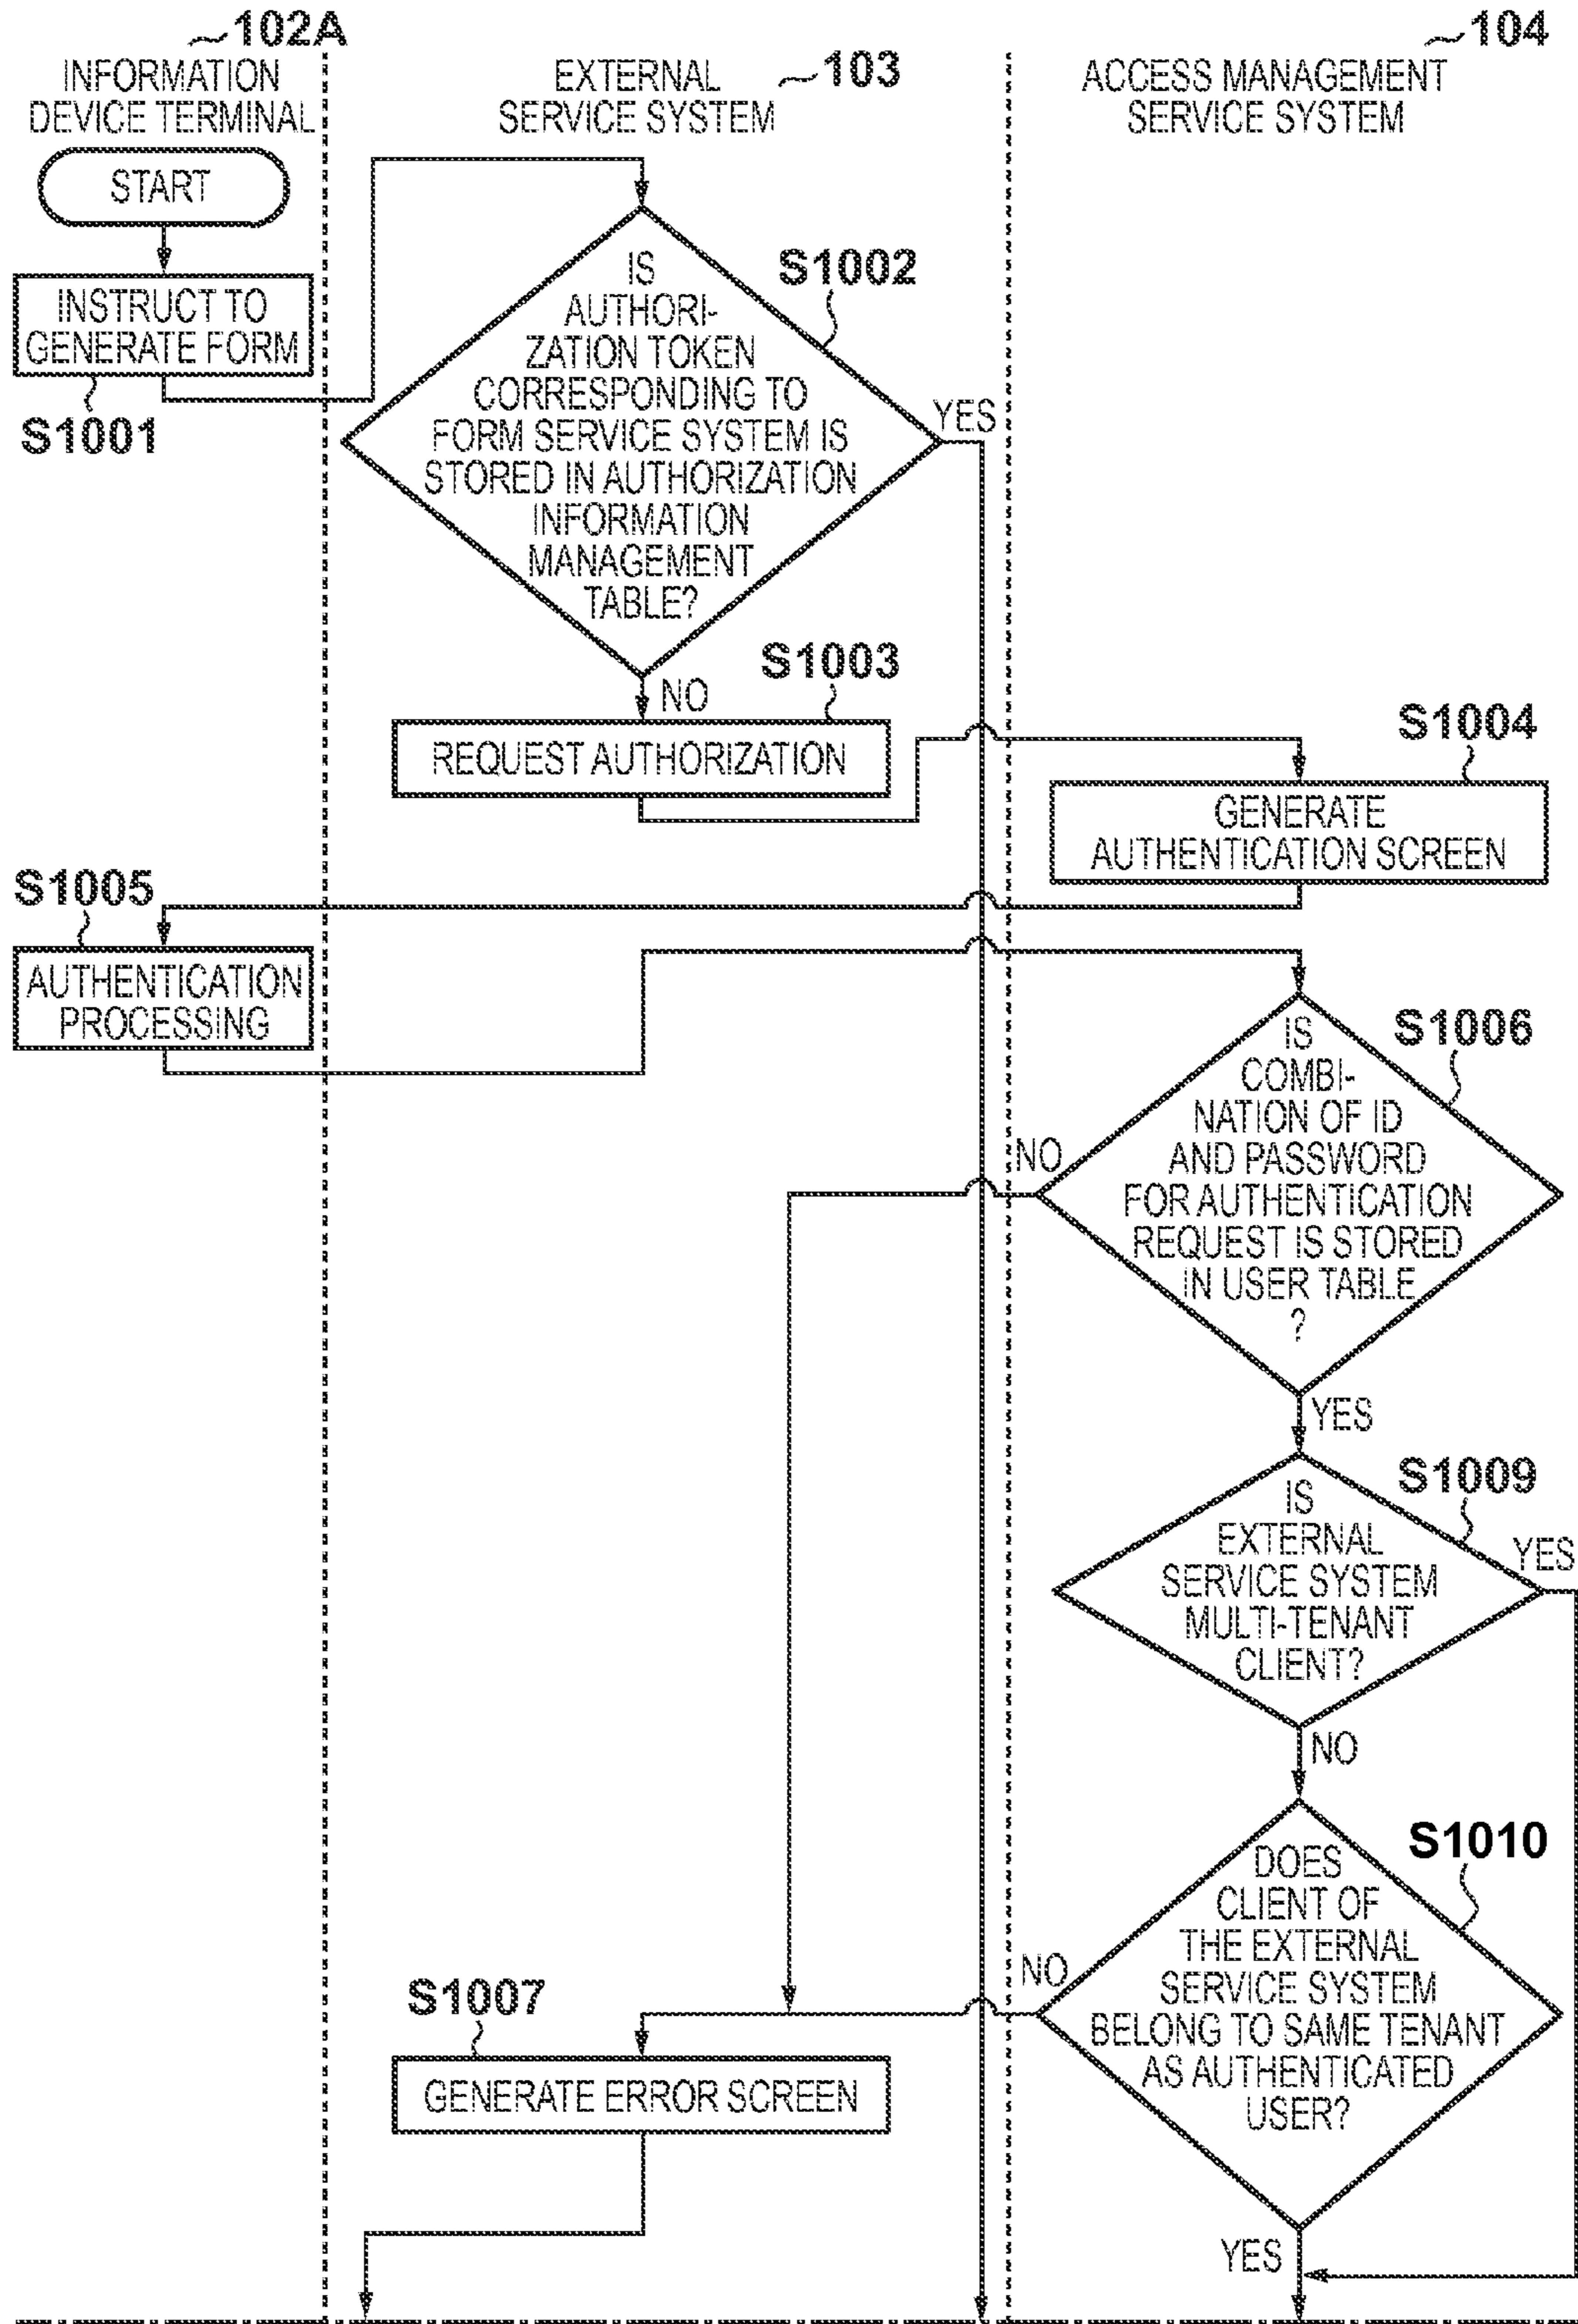 102A
INFORMATION
DEVICE TERMINAL
EXTERNAL
SERVICE SYSTEM
103
104
ACCESS MANAGEMENT
SERVICE SYSTEM
START
INSTRUCT TO
GENERATE FORM
S1001
S1002
IS
AUTHORI-
ZATION TOKEN
CORRESPONDING TO
FORM SERVICE SYSTEM IS
STORED IN AUTHORIZATION
INFORMATION
MANAGEMENT
TABLE?
YES
NO
S1003
REQUEST AUTHORIZATION
S1004
GENERATE
AUTHENTICATION SCREEN
S1005
AUTHENTICATION
PROCESSING
S1006
IS
COMBI-
NATION OF ID
AND PASSWORD
FOR AUTHENTICATION
REQUEST IS STORED
IN USER TABLE
?
NO
YES
S1009
IS
EXTERNAL
SERVICE SYSTEM
MULTI-TENANT
CLIENT?
YES
NO
S1010
DOES
CLIENT OF
THE EXTERNAL
SERVICE SYSTEM
BELONG TO SAME TENANT
AS AUTHENTICATED
USER?
NO
S1007
GENERATE ERROR SCREEN
YES